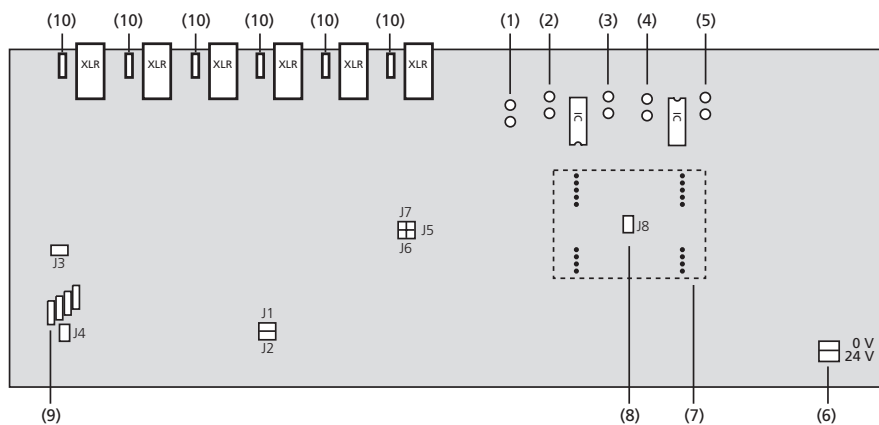 (10) (10) (10) (10) (10) (10) (1) (2) (3) (4) (5)
XLR XLR XLR XLR XLR XLR
IC IC
J7
J5
J6
J8
J3
J4
J1
J2
0 V
24 V
(9) (8) (7) (6)